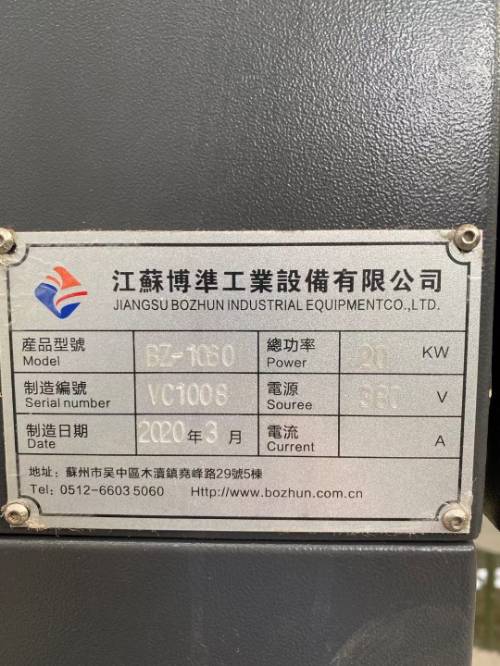 江蘇博準工業設備有限公司
JIANGSU BOZHUN INDUSTRIAL EQUIPMENTCO.,LTD.
産品型號 BZ-1060 總功率 20 KW
Model Power
制造編號 VC1008 電源 380 V
Serial number Souree
制造日期 2020年3月 電流 A
Date Current
地址: 蘇州市吴中區木瀆鎮堯峰路29號5棟
Tel: 0512-6603 5060 Http://www.bozhun.com.cn